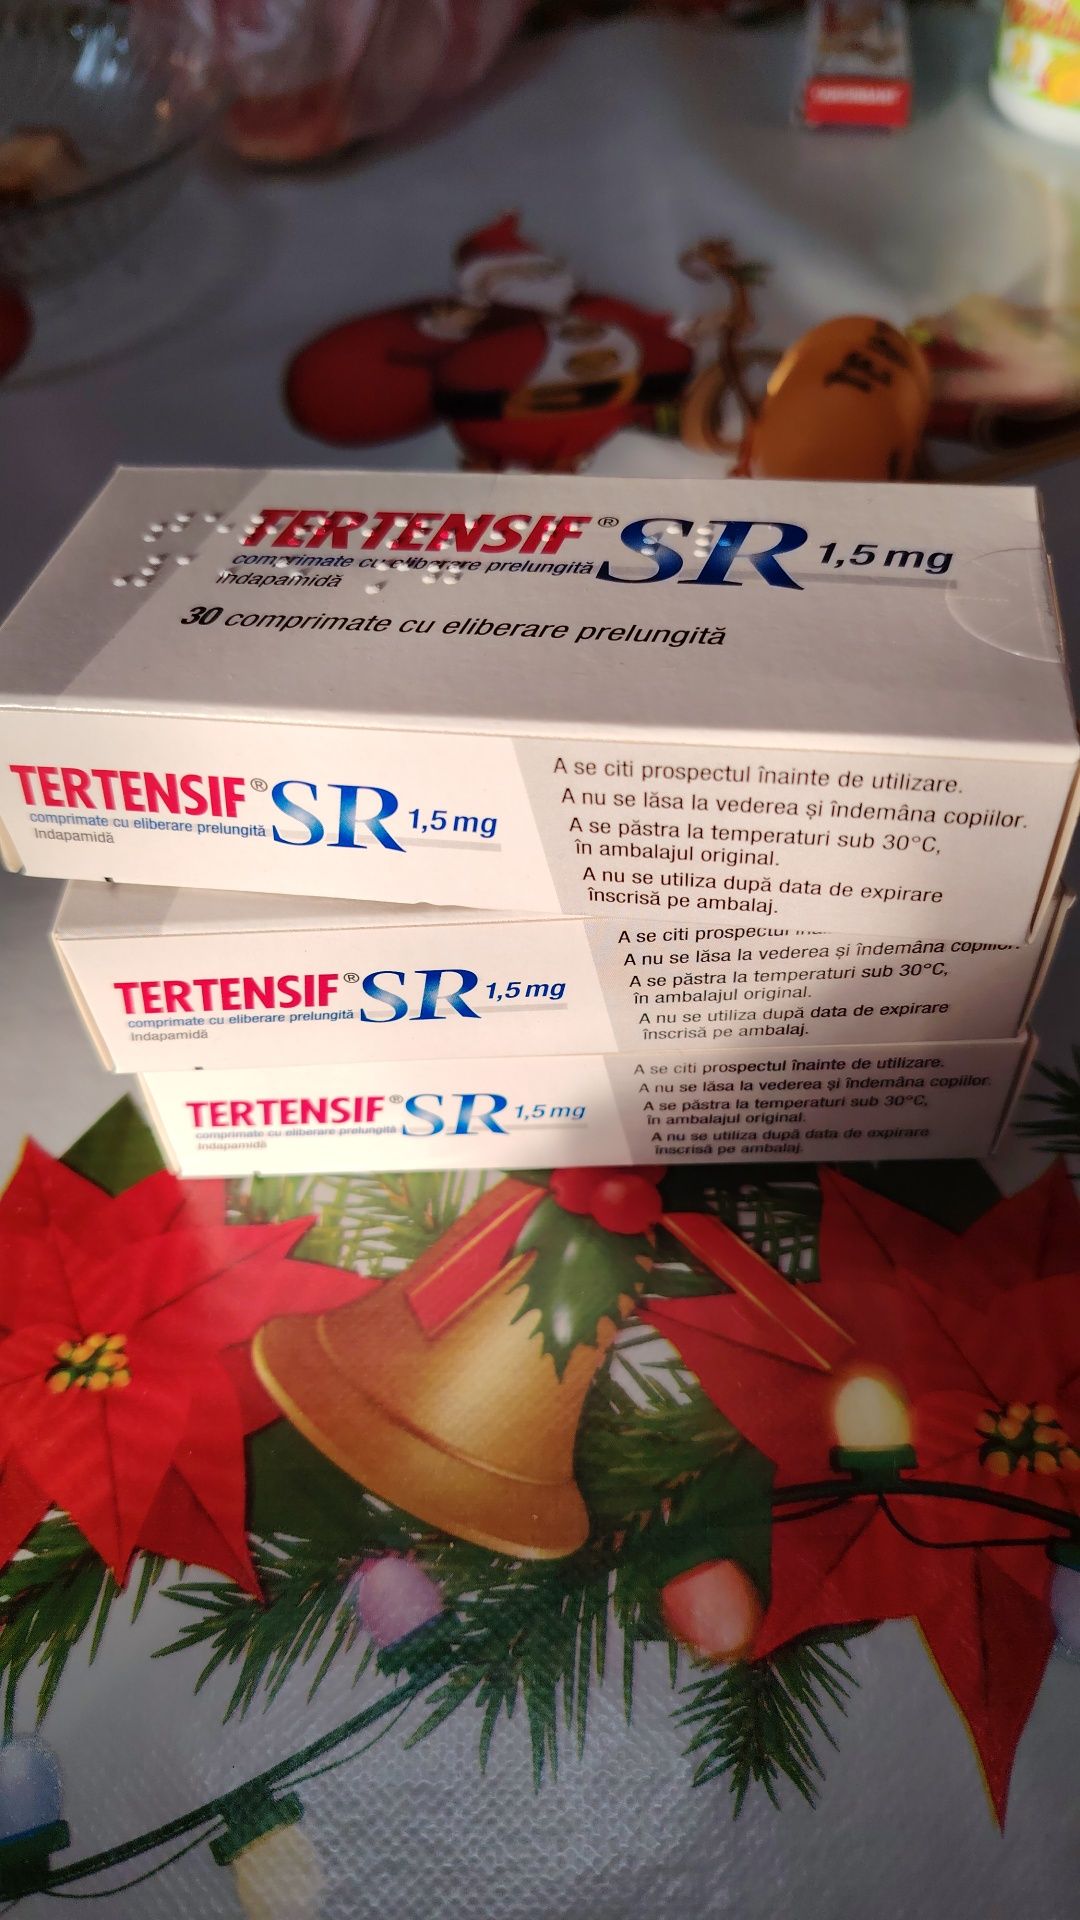 TERTENSIF® SR 1,5 mg
comprimate cu eliberare prelungită
Indapamidă
30 comprimate cu eliberare prelungită
TERTENSIF® SR 1,5 mg
comprimate cu eliberare prelungită
Indapamidă
A se citi prospectul înainte de utilizare.
A nu se lăsa la vederea și îndemâna copiilor.
A se păstra la temperaturi sub 30°C,
în ambalajul original.
A nu se utiliza după data de expirare
înscrisă pe ambalaj.
TERTENSIF® SR 1,5 mg
comprimate cu eliberare prelungită
Indapamidă
A se citi prospectul
A nu se lăsa la vederea și îndemâna copiilor.
A se păstra la temperaturi sub 30°C,
în ambalajul original.
A nu se utiliza după data de expirare
înscrisă pe ambalaj.
TERTENSIF® SR 1,5 mg
comprimate cu eliberare prelungită
Indapamidă
A se citi prospectul înainte de utilizare.
A nu se lăsa la vederea și îndemâna copiilor.
A se păstra la temperaturi sub 30°C,
în ambalajul original.
A nu se utiliza după data de expirare
înscrisă pe ambalaj.